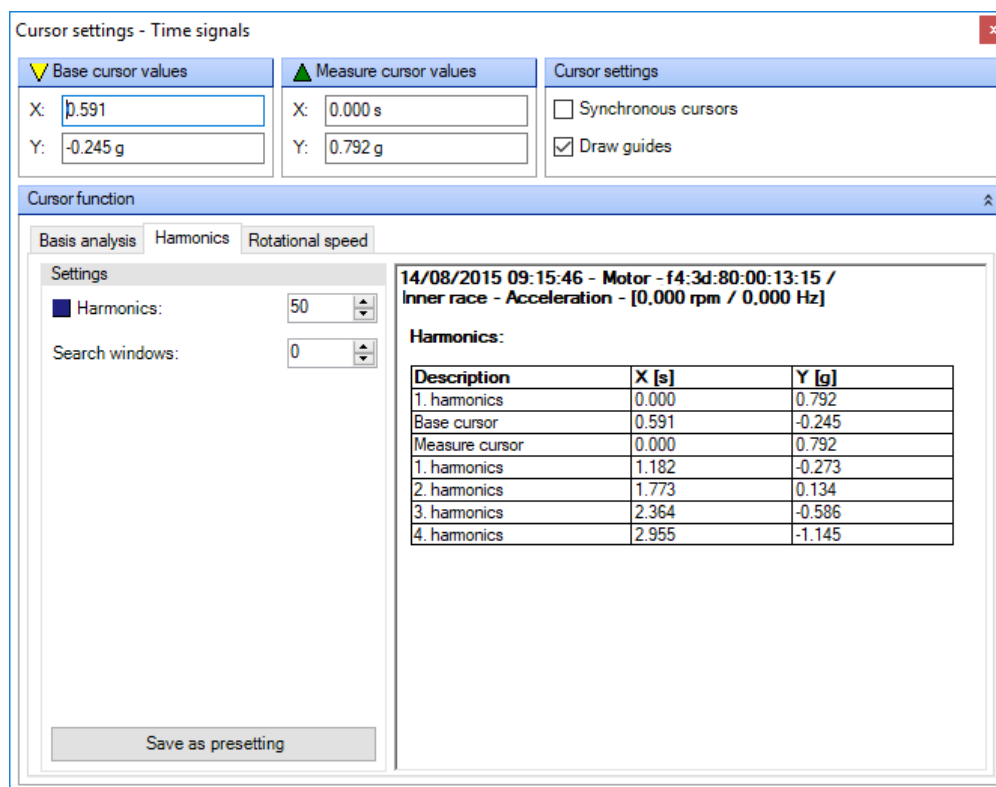 Cursor settings - Time signals
x
Base cursor values
X: 0.591
Y: -0.245 g
Measure cursor values
X: 0.000 s
Y: 0.792 g
Cursor settings
Synchronous cursors
Draw guides
Cursor function
Basis analysis Harmonics Rotational speed
Settings
Harmonics: 50
Search windows: 0
Save as presetting
14/08/2015 09:15:46 - Motor - f4:3d:80:00:13:15 /
Inner race - Acceleration - [0,000 rpm / 0,000 Hz]
Harmonics:
Description X [s] Y [g]
1. harmonics 0.000 0.792
Base cursor 0.591 -0.245
Measure cursor 0.000 0.792
1. harmonics 1.182 -0.273
2. harmonics 1.773 0.134
3. harmonics 2.364 -0.586
4. harmonics 2.955 -1.145